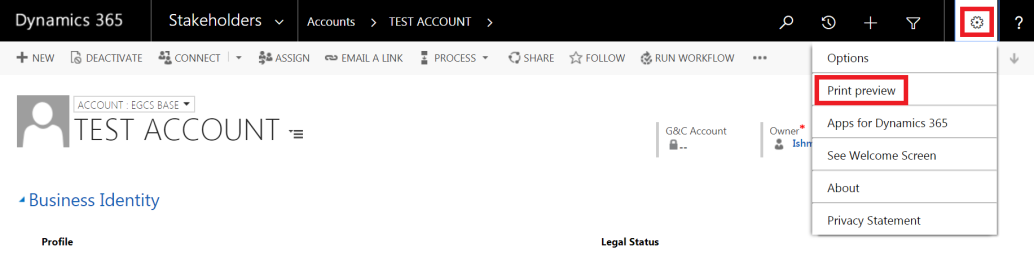 Dynamics 365 Stakeholders Accounts > TEST ACCOUNT > ?
+ NEW DEACTIVATE CONNECT ASSIGN EMAIL A LINK PROCESS SHARE FOLLOW RUN WORKFLOW •••
Options
Print preview
Apps for Dynamics 365
See Welcome Screen
About
Privacy Statement
ACCOUNT : EGCS BASE
TEST ACCOUNT
G&C Account
--
Owner*
Ishm
Business Identity
Profile Legal Status